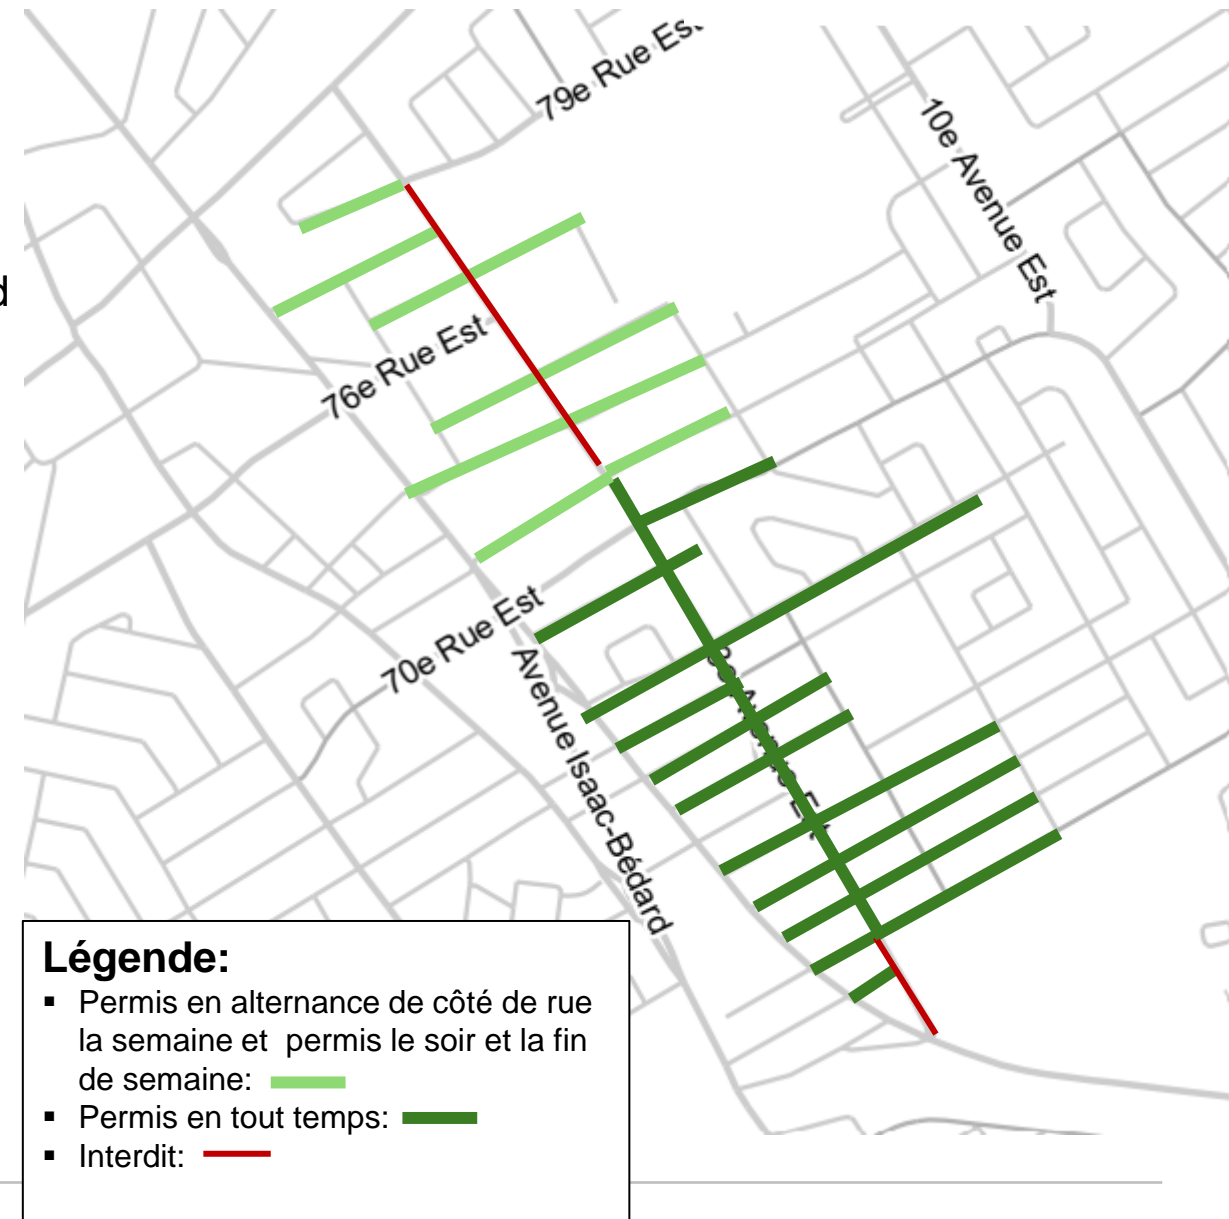 79e Rue Est
10e Avenue Est
d
76e Rue Est
70e Rue Est
Avenue Isaac-Bédard
Légende:
▪ Permis en alternance de côté de rue
la semaine et permis le soir et la fin
de semaine:
▪ Permis en tout temps:
▪ Interdit: